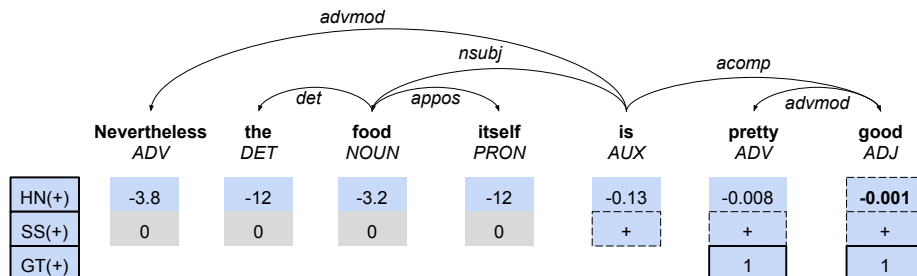 advmod
nsubj
acomp
det appos advmod
Nevertheless the food itself is pretty good
ADV DET NOUN PRON AUX ADV ADJ
HN(+) -3.8 -12 -3.2 -12 -0.13 -0.008 -0.001
SS(+) 0 0 0 0 + + +
GT(+) 1 1